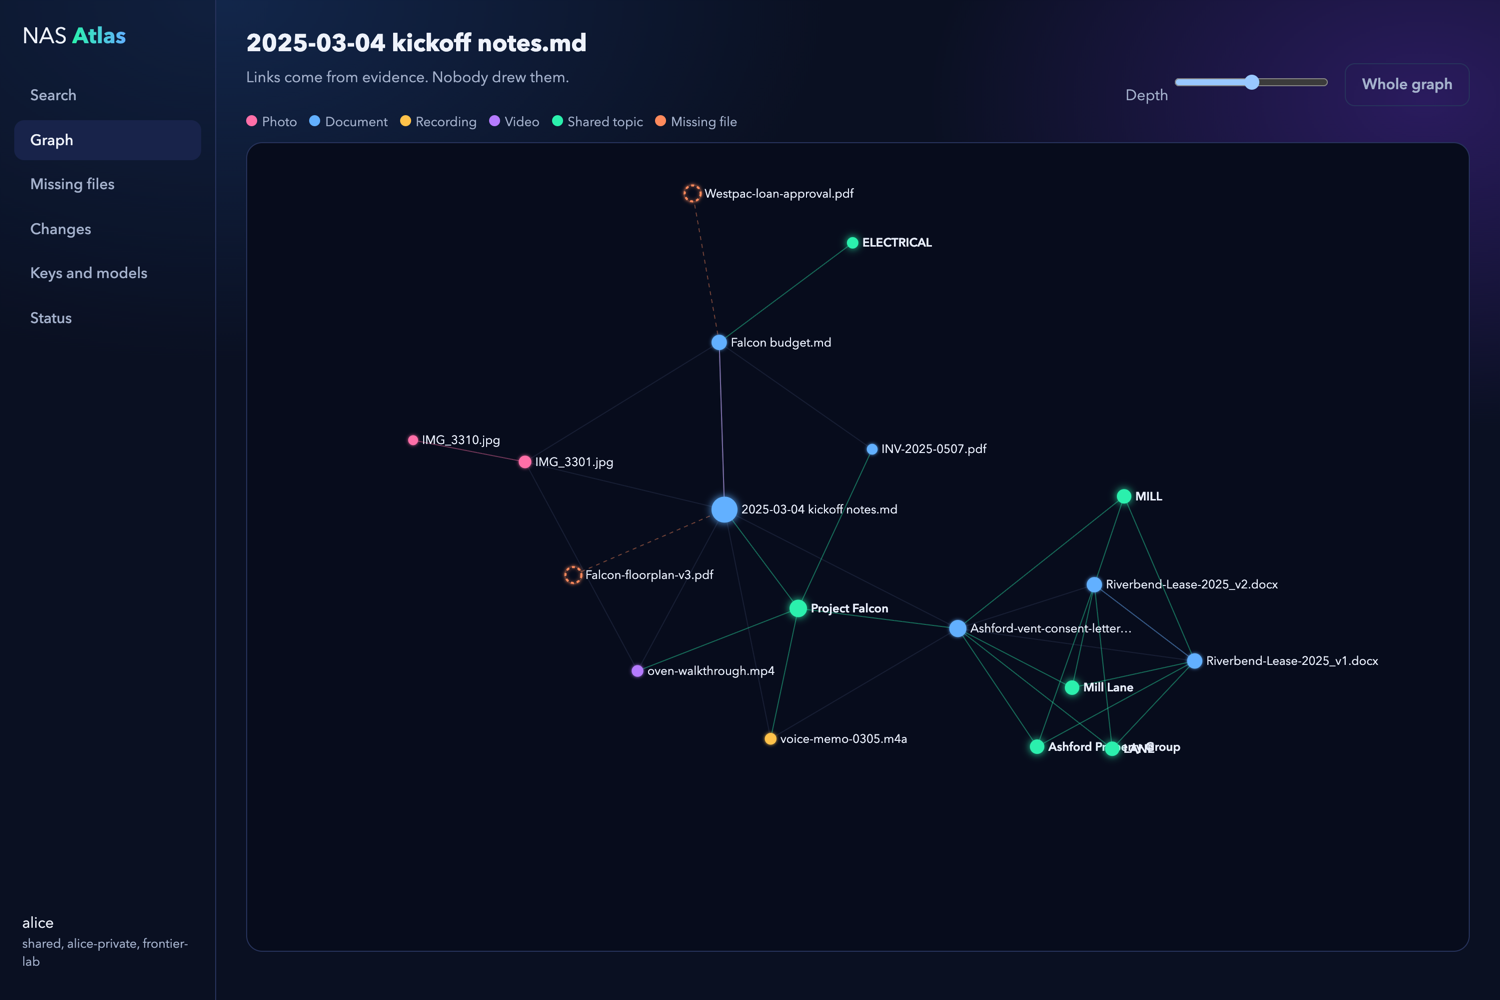 NAS Atlas
Search
Graph
Missing files
Changes
Keys and models
Status
alice
shared, alice-private, frontier-
lab
2025-03-04 kickoff notes.md
Links come from evidence. Nobody drew them.
Depth
Whole graph
Photo
Document
Recording
Video
Shared topic
Missing file
Westpac-loan-approval.pdf
ELECTRICAL
Falcon budget.md
IMG_3310.jpg
INV-2025-0507.pdf
IMG_3301.jpg
MILL
2025-03-04 kickoff notes.md
Falcon-floorplan-v3.pdf
Riverbend-Lease-2025_v2.docx
Project Falcon
Ashford-vent-consent-letter…
Riverbend-Lease-2025_v1.docx
oven-walkthrough.mp4
Mill Lane
voice-memo-0305.m4a
Ashford Property Group
LANE